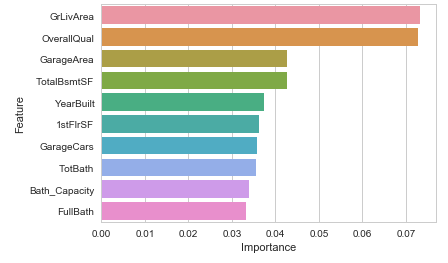 GrLivArea
OverallQual
GarageArea
TotalBsmtSF
YearBuilt
1stFlrSF
GarageCars
TotBath
Bath_Capacity
FullBath
Feature
0.00 0.01 0.02 0.03 0.04 0.05 0.06 0.07
Importance